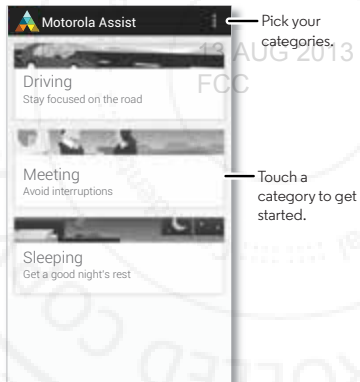 Motorola Assist
Pick your
categories.
13 AUG 2013
FCC
Driving
Stay focused on the road
Meeting
Avoid interruptions
Touch a
category to get
started.
Sleeping
Get a good night's rest